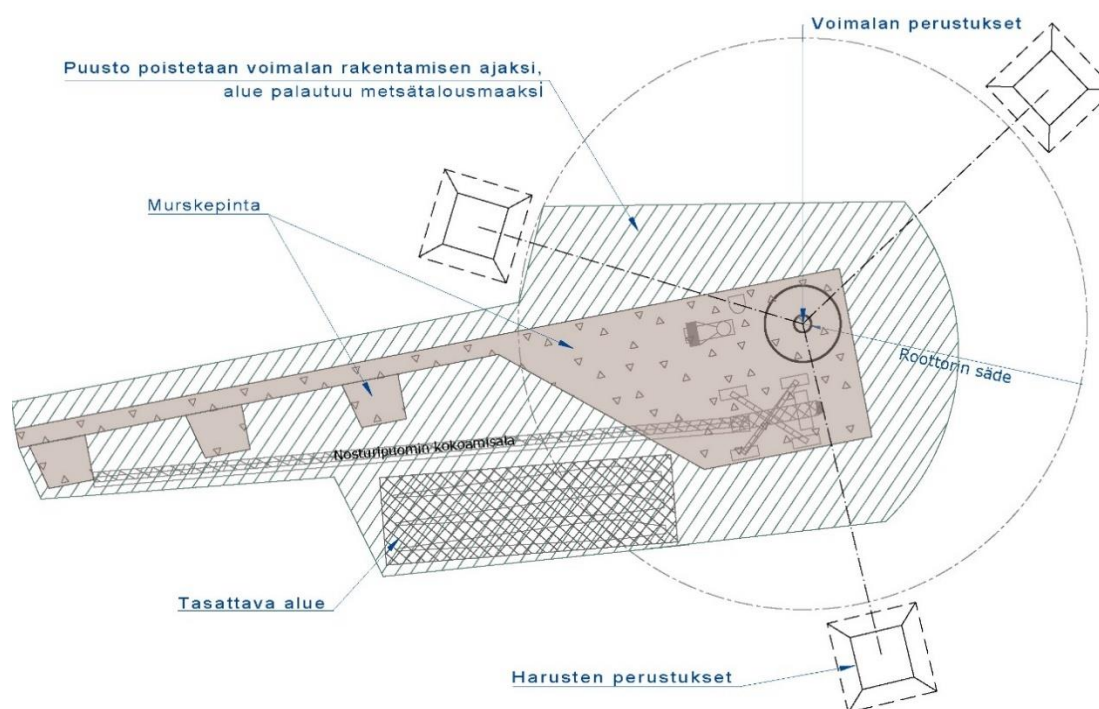 Voimalan perustukset
Puusto poistetaan voimalan rakentamisen ajaksi,
alue palautuu metsätalousmaaksi
Murskepinta
Roottorin säde
Nosturipuomin kokoamisala
Tasattava alue
Harusten perustukset